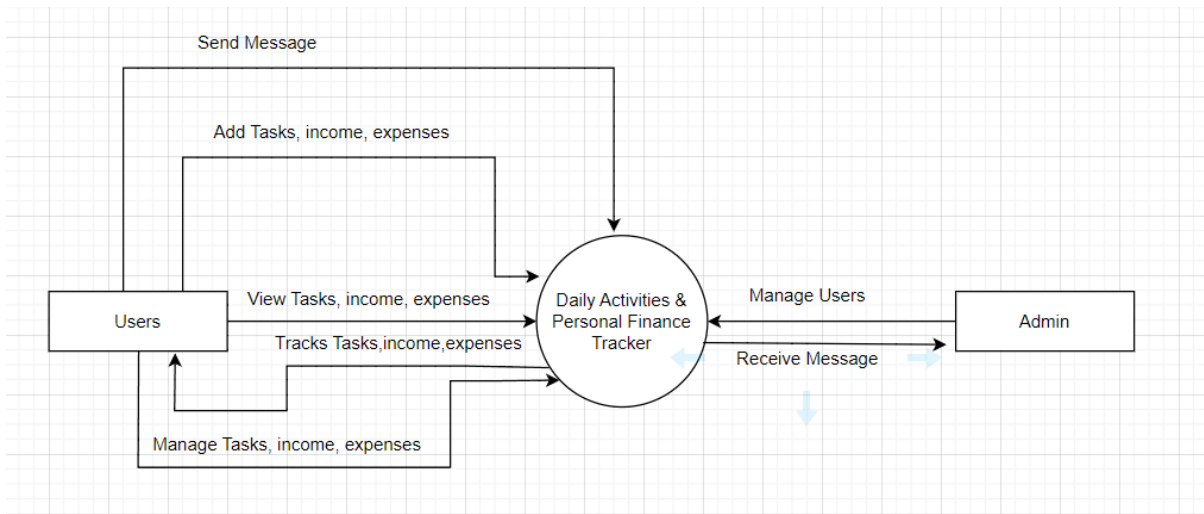 Send Message
Add Tasks, income, expenses
View Tasks, income, expenses
Users
Tracks Tasks,income,expenses
Manage Tasks, income, expenses
Daily Activities &
Personal Finance
Tracker
Manage Users
Admin
Receive Message